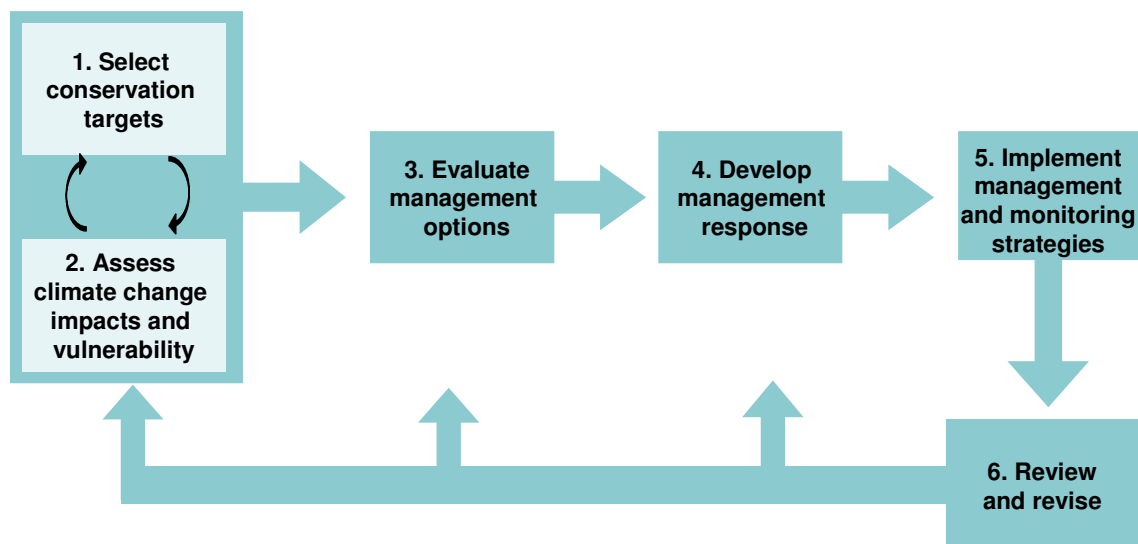 1. Select
conservation
targets
2. Assess
climate change
impacts and
vulnerability
3. Evaluate
management
options
4. Develop
management
response
5. Implement
management
and monitoring
strategies
6. Review
and revise